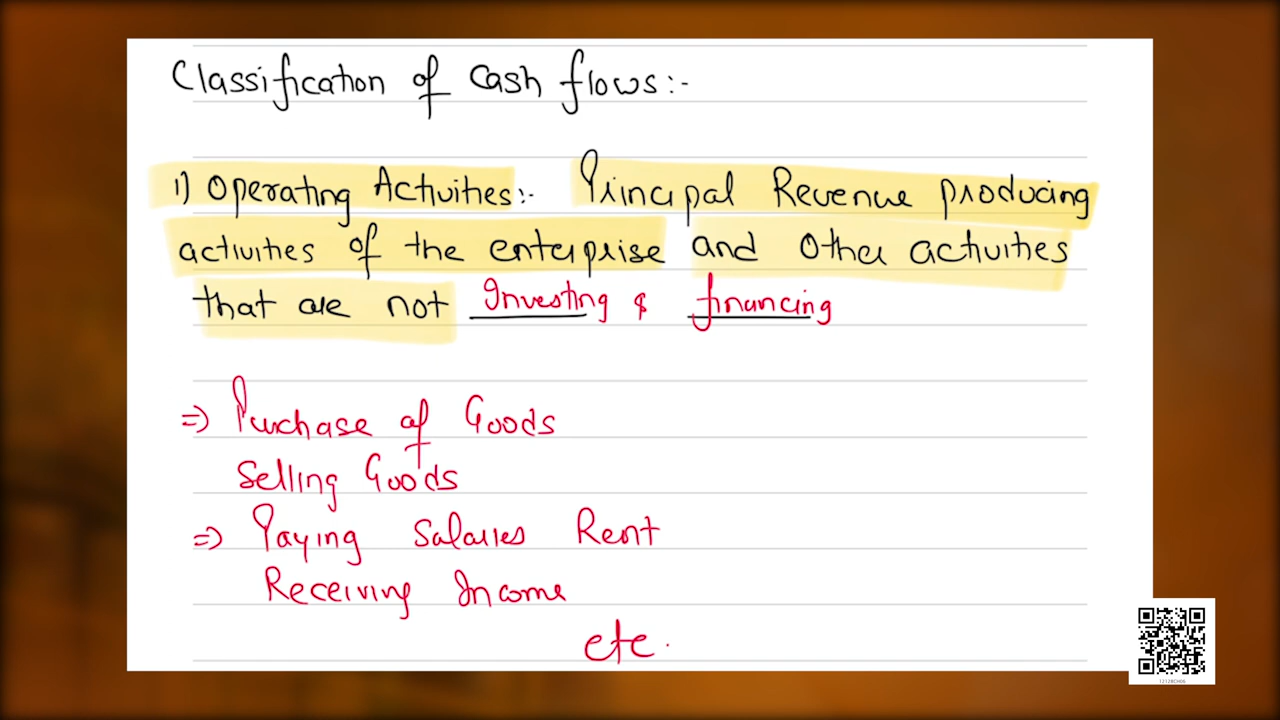 Classification of Cash flows:-
1) Operating Activities:- Principal Revenue producing
activities of the enterprise and Other activities
that are not Investing & financing
=) Purchase of Goods
Selling Goods
=) Paying Salaries Rent
Receiving Income
etc.
1212BCH06